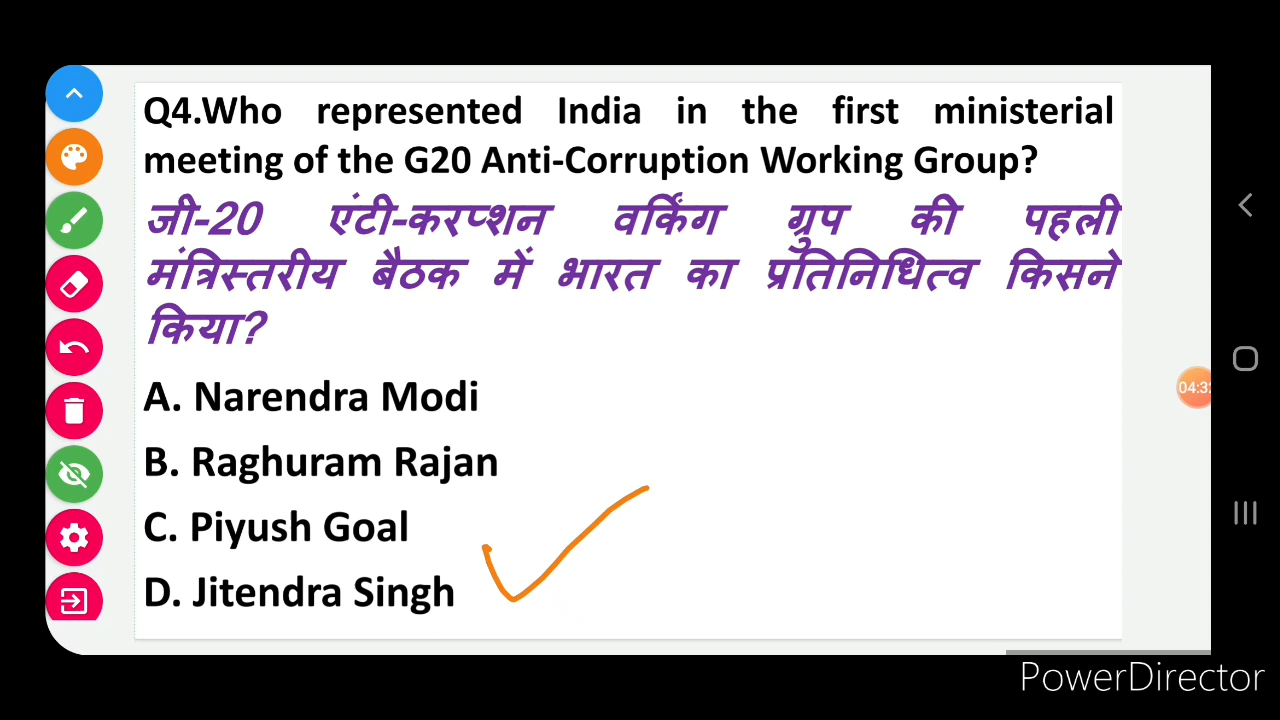 Q4.Who represented India in the first ministerial
meeting of the G20 Anti-Corruption Working Group?
जी-20 एंटी-करप्शन वर्किंग ग्रुप की पहली
मंत्रिस्तरीय बैठक में भारत का प्रतिनिधित्व किसने
किया?
A. Narendra Modi
B. Raghuram Rajan
C. Piyush Goal
D. Jitendra Singh
PowerDirector